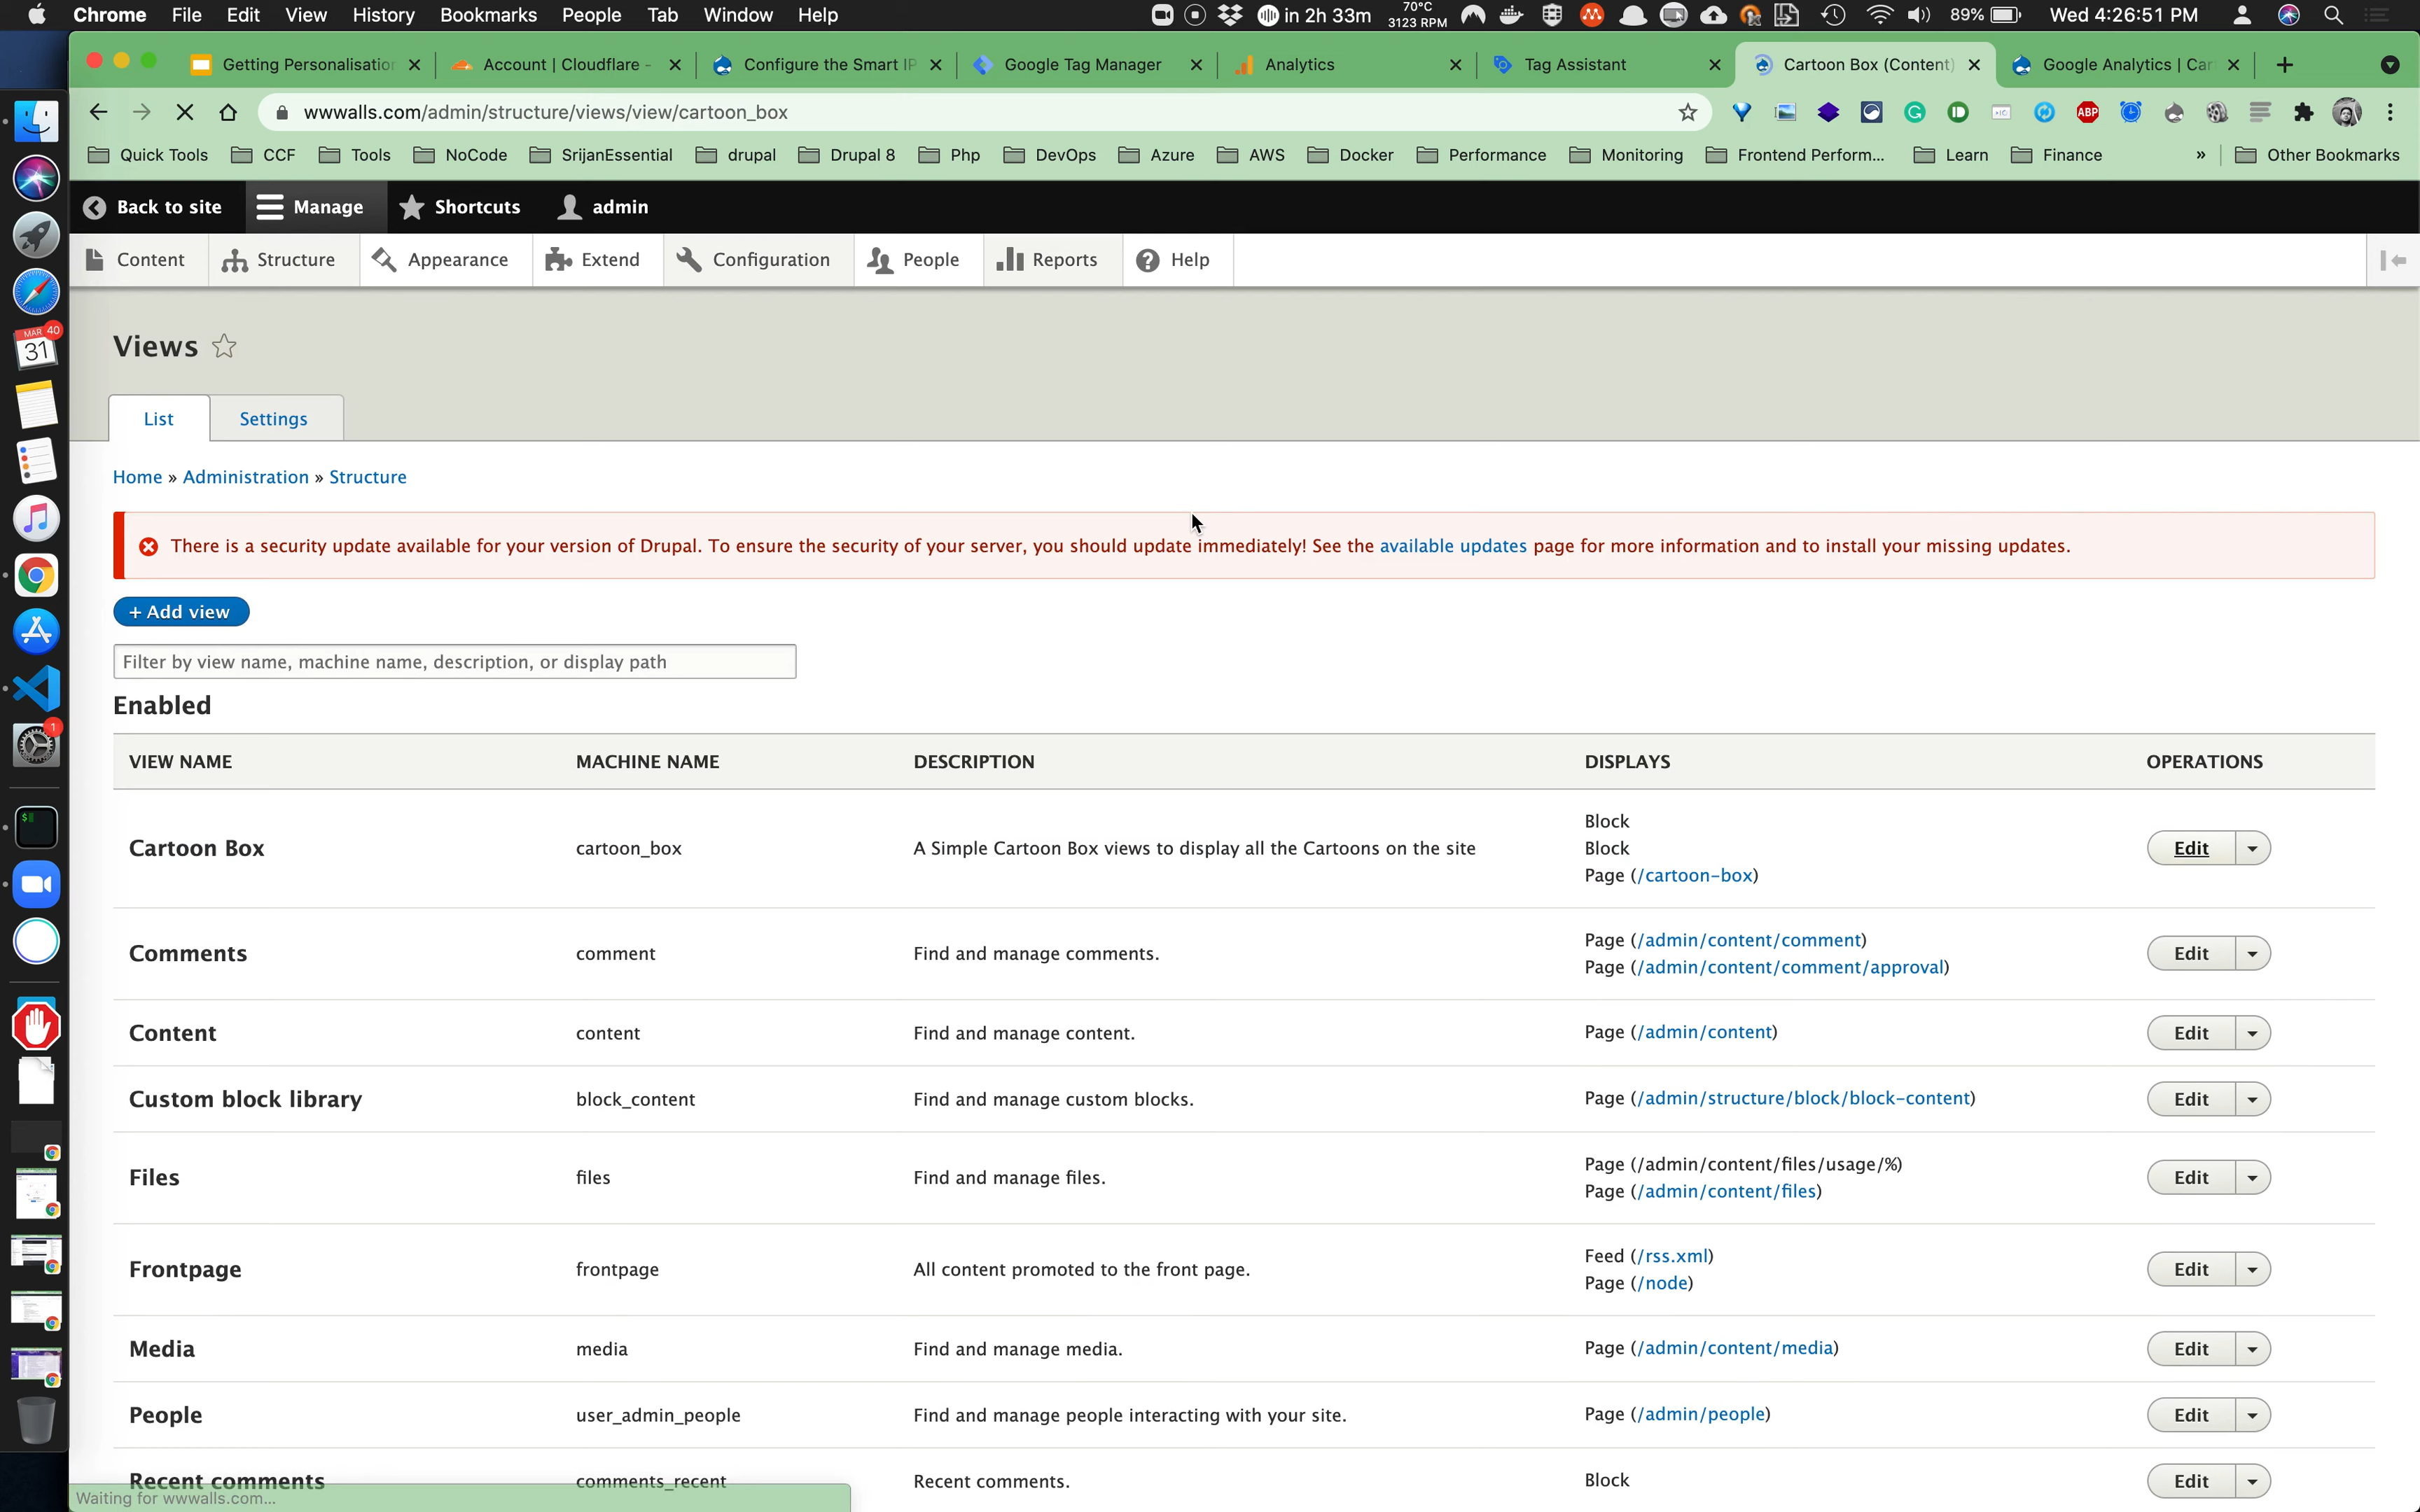 Chrome File Edit View History Bookmarks People Tab Window Help in 2h 33m 70°C 3123 RPM 89% Wed 4:26:51 PM
Getting Personalisation Account | Cloudflare - Configure the Smart IP Google Tag Manager Analytics Tag Assistant Cartoon Box (Content) Google Analytics | Car
wwwalls.com/admin/structure/views/view/cartoon_box ABP
Quick Tools CCF Tools NoCode SrijanEssential drupal Drupal 8 Php DevOps Azure AWS Docker Performance Monitoring Frontend Perform... Learn Finance » Other Bookmarks
Back to site Manage Shortcuts admin
Content Structure Appearance Extend Configuration People Reports Help
MAR 40
31
Views
List Settings
Home » Administration » Structure
There is a security update available for your version of Drupal. To ensure the security of your server, you should update immediately! See the available updates page for more information and to install your missing updates.
+ Add view
Filter by view name, machine name, description, or display path
Enabled
VIEW NAME MACHINE NAME DESCRIPTION DISPLAYS OPERATIONS
Block
Cartoon Box cartoon_box A Simple Cartoon Box views to display all the Cartoons on the site Block Edit
Page (/cartoon-box)
Page (/admin/content/comment)
Comments comment Find and manage comments. Edit
Page (/admin/content/comment/approval)
Content content Find and manage content. Page (/admin/content) Edit
Custom block library block_content Find and manage custom blocks. Page (/admin/structure/block/block-content) Edit
Page (/admin/content/files/usage/%)
Files files Find and manage files. Edit
Page (/admin/content/files)
Feed (/rss.xml)
Frontpage frontpage All content promoted to the front page. Edit
Page (/node)
Media media Find and manage media. Page (/admin/content/media) Edit
People user_admin_people Find and manage people interacting with your site. Page (/admin/people) Edit
Recent comments comments_recent Recent comments. Block Edit
Waiting for wwwalls.com...